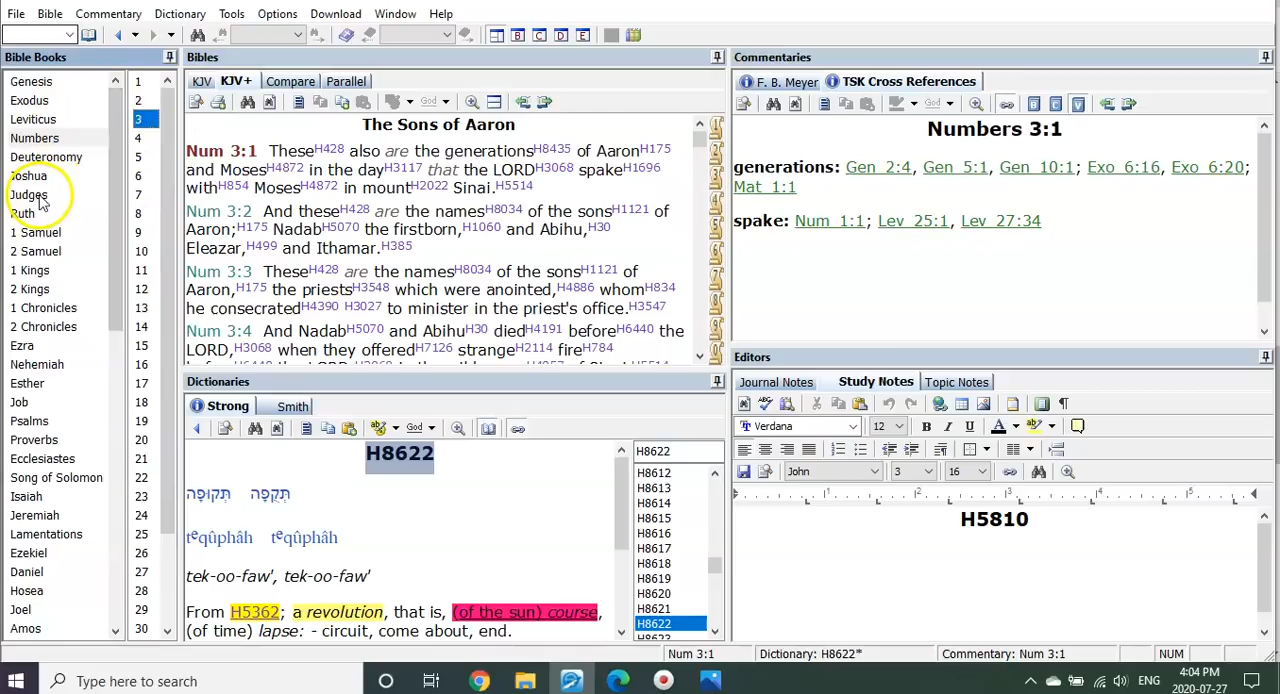 File Bible Commentary Dictionary Tools Options Download Window Help
Bible Books
Genesis
Exodus
Leviticus
Numbers
Deuteronomy
Joshua
Judges
Ruth
1 Samuel
2 Samuel
1 Kings
2 Kings
1 Chronicles
2 Chronicles
Ezra
Nehemiah
Esther
Job
Psalms
Proverbs
Ecclesiastes
Song of Solomon
Isaiah
Jeremiah
Lamentations
Ezekiel
Daniel
Hosea
Joel
Amos
1
2
3
4
5
6
7
8
9
10
11
12
13
14
15
16
17
18
19
20
21
22
23
24
25
26
27
28
29
30
Bibles
KJV KJV+ Compare Parallel
The Sons of Aaron
Num 3:1 These H428 also are the generations H8435 of Aaron H175
and Moses H4872 in the day H3117 that the LORD H3068 spake H1696
with H854 Moses H4872 in mount H2022 Sinai. H5514
Num 3:2 And these H428 are the names H8034 of the sons H1121 of
Aaron; H175 Nadab H5070 the firstborn, H1060 and Abihu, H30
Eleazar, H499 and Ithamar. H385
Num 3:3 These H428 are the names H8034 of the sons H1121 of
Aaron, H175 the priests H3548 which were anointed, H4886 whom H834
he consecrated H4390 H3027 to minister in the priest's office. H3547
Num 3:4 And Nadab H5070 and Abihu H30 died H4191 before H6440 the
LORD, H3068 when they offered H7126 strange H2114 fire H784
Dictionaries
Strong Smith
H8622
תְּקֻפָה תְּקוּפָה
teqûphâh teqûphâh
tek-oo-faw', tek-oo-faw'
From H5362; a revolution, that is, (of the sun) course,
(of time) lapse: - circuit, come about, end.
H8622
H8612
H8613
H8614
H8615
H8616
H8617
H8618
H8619
H8620
H8621
H8622
H8623
Commentaries
F. B. Meyer TSK Cross References
Numbers 3:1
generations: Gen 2:4, Gen 5:1, Gen 10:1; Exo 6:16, Exo 6:20;
Mat 1:1
spake: Num 1:1; Lev 25:1, Lev 27:34
Editors
Journal Notes Study Notes Topic Notes
Verdana 12 B I U A
John 3 16
1 2 3 4 5
H5810
Num 3:1 Dictionary: H8622* Commentary: Num 3:1 NUM
Type here to search
ENG
4:04 PM
2020-07-27